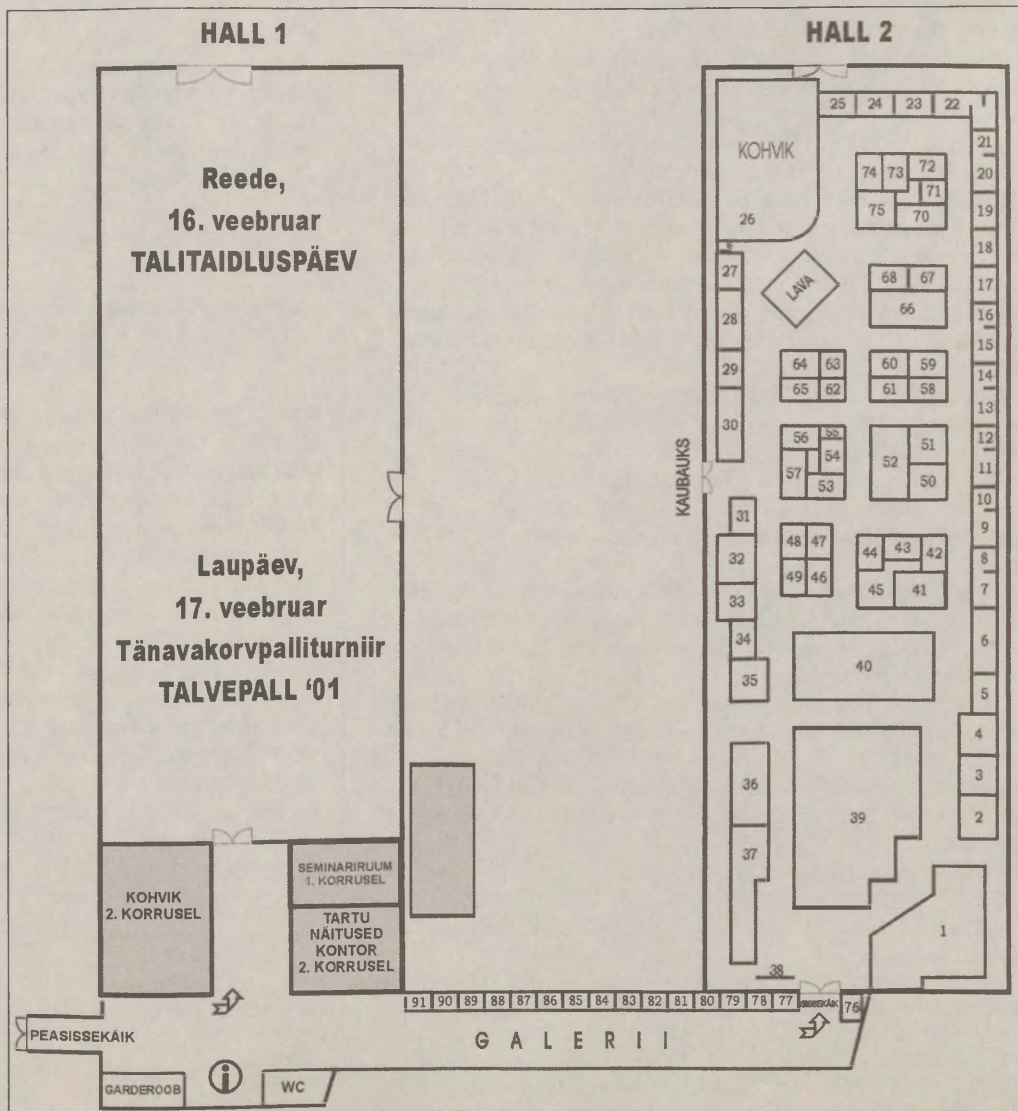 HALL 1
HALL 2
Reede,
16. veebruar
TALITAIDLUSPÄEV
Laupäev,
17. veebruar
Tänavakorvpalliturniir
TALVEPALL ‘01
KOHVIK
2. KORRUSEL
SEMINARIRUUM
1. KORRUSEL
TARTU
NÄITUSED
KONTOR
2. KORRUSEL
PEASISSEKÄIK
GARDEROOB
i
WC
GALERII
91 90 89 88 87 86 85 84 83 82 81 80 79 78 77
SISSEKÄIK
76
KOHVIK
26
25 24 23 22
21
20
19
18
17
16
15
14
13
12
11
10
9
8
7
6
5
4
3
2
1
74 73 72
71
75 70
LAVA
68 67
66
27
28
29
30
64 63
65 62
60 59
61 58
KAUBAUKS
56 55
54
57 53
52 51
50
31
32
33
34
35
48 47
49 46
44 43 42
45 41
40
36
37
38
39